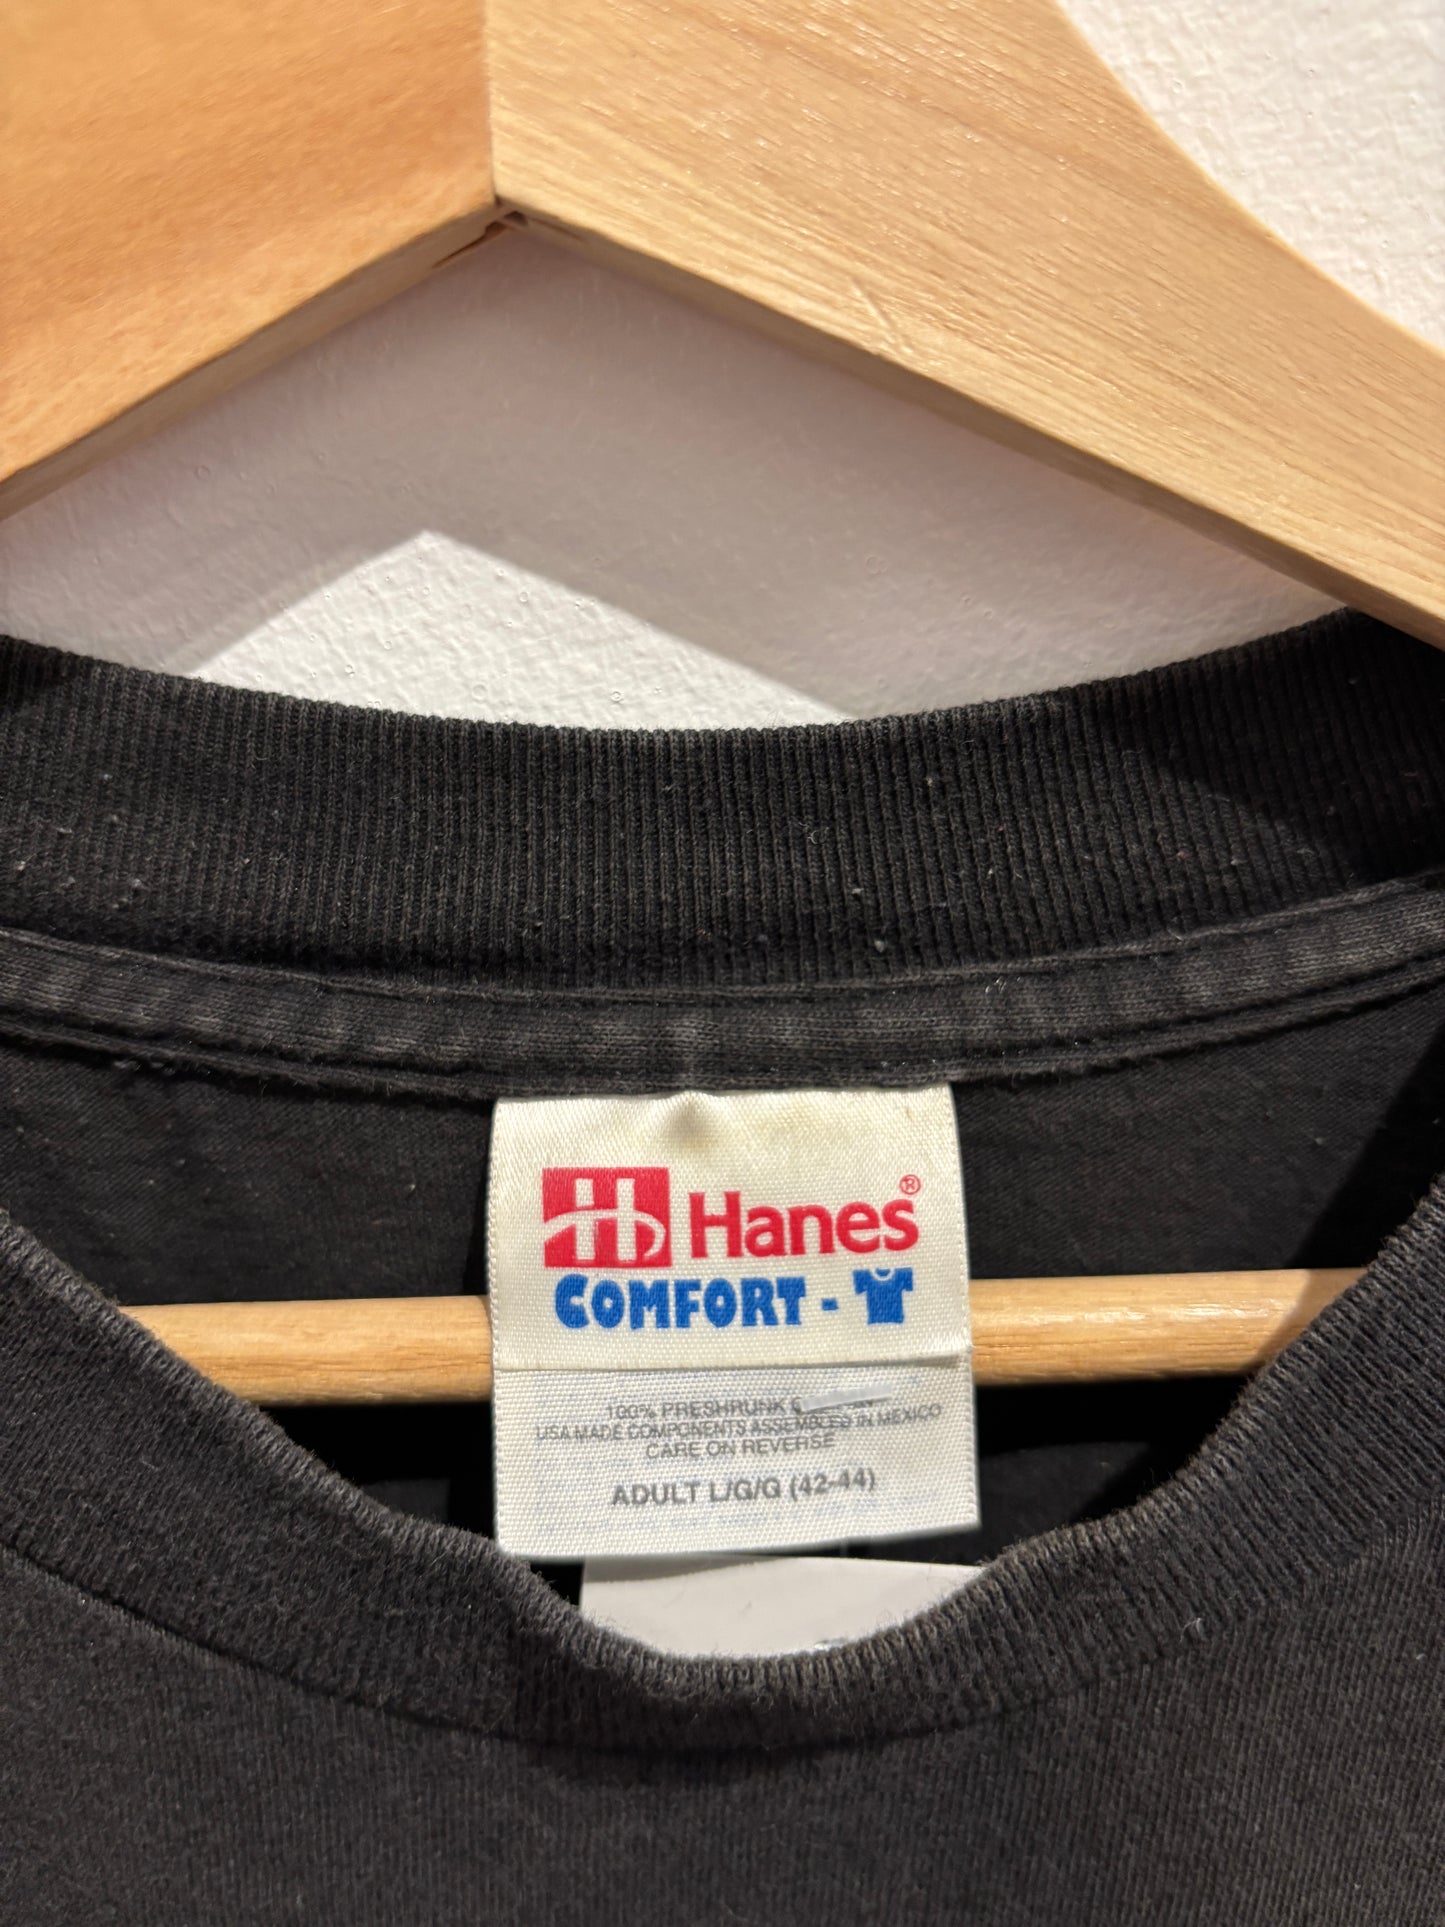 Hanes®
COMFORT -
100% PRESHRUNK
USA MADE COMPONENTS ASSEMBLED IN MEXICO
CARE ON REVERSE
ADULT L/G/G (42-44)